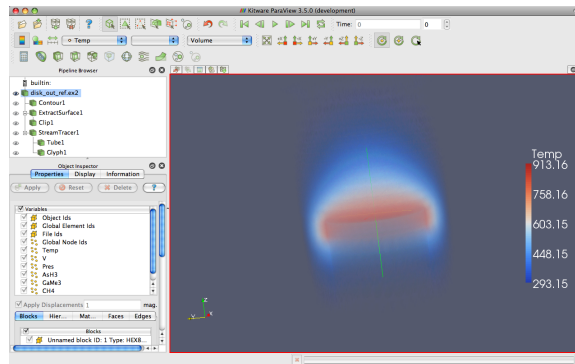 Kitware ParaView 3.5.0 (development)
Time: 0
0
Temp
Volume
Pipeline Browser
builtin:
disk_out_ref.ex2
Contour1
ExtractSurface1
Clip1
StreamTracer1
Tube1
Glyph1
Object Inspector
Properties Display Information
Apply Reset Delete ?
Variables
Object Ids
Global Element Ids
File Ids
Global Node Ids
Temp
V
Pres
AsH3
GaMe3
CH4
Apply Displacements 1 mag.
Blocks Hier... Mat... Faces Edges
Blocks
Unnamed block ID: 1 Type: HEX8...
Temp
913.16
758.16
603.15
448.15
293.15
Z
Y